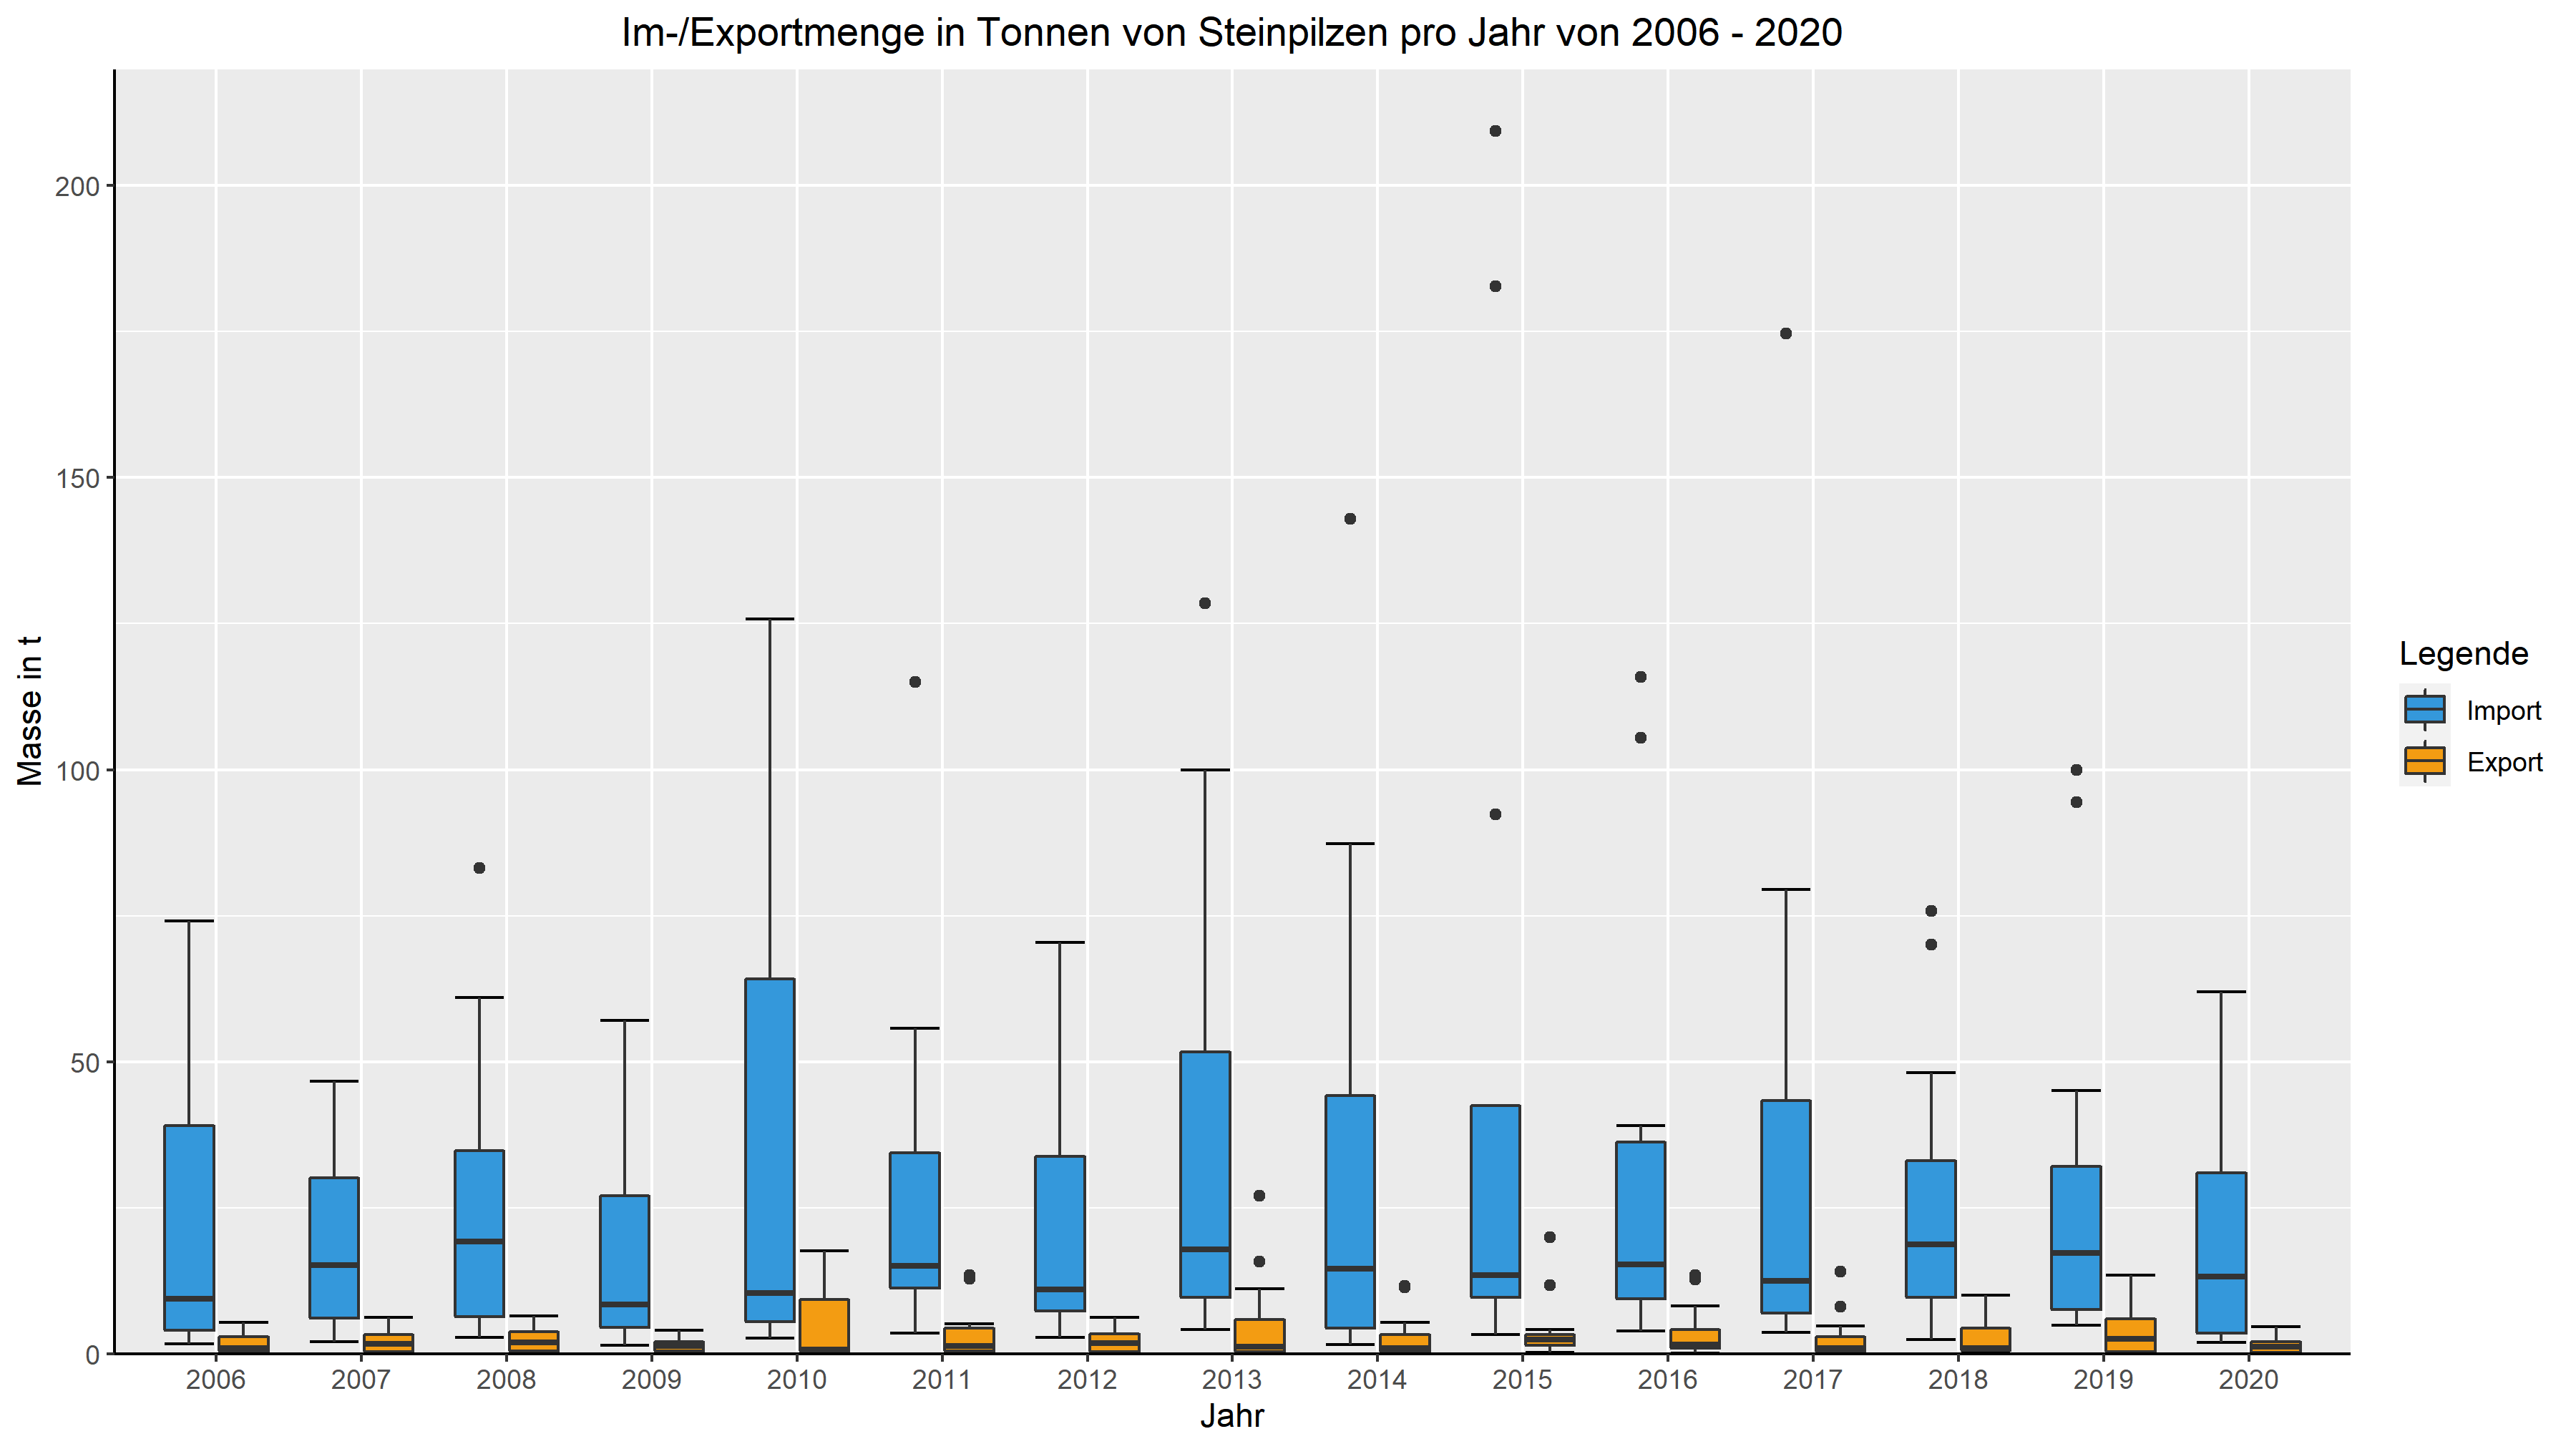 Im-/Exportmenge in Tonnen von Steinpilzen pro Jahr von 2006 - 2020
Masse in t
200
150
100
50
0
2006 2007 2008 2009 2010 2011 2012 2013 2014 2015 2016 2017 2018 2019 2020
Jahr
Legende
Import
Export